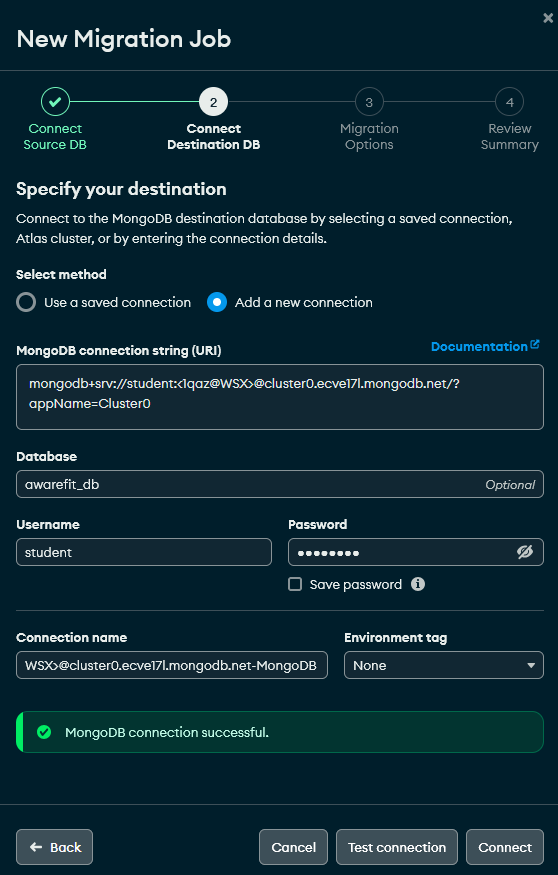 New Migration Job
2
3
4
Connect
Source DB
Connect
Destination DB
Migration
Options
Review
Summary
Specify your destination
Connect to the MongoDB destination database by selecting a saved connection,
Atlas cluster, or by entering the connection details.
Select method
Use a saved connection
Add a new connection
MongoDB connection string (URI)
Documentation
mongodb+srv://student:<1qaz@WSX>@cluster0.ecve17l.mongodb.net/?
appName=Cluster0
Database
awarefit_db
Optional
Username
Password
student
••••••••
Save password
Connection name
Environment tag
WSX>@cluster0.ecve17l.mongodb.net-MongoDB
None
MongoDB connection successful.
Back
Cancel
Test connection
Connect